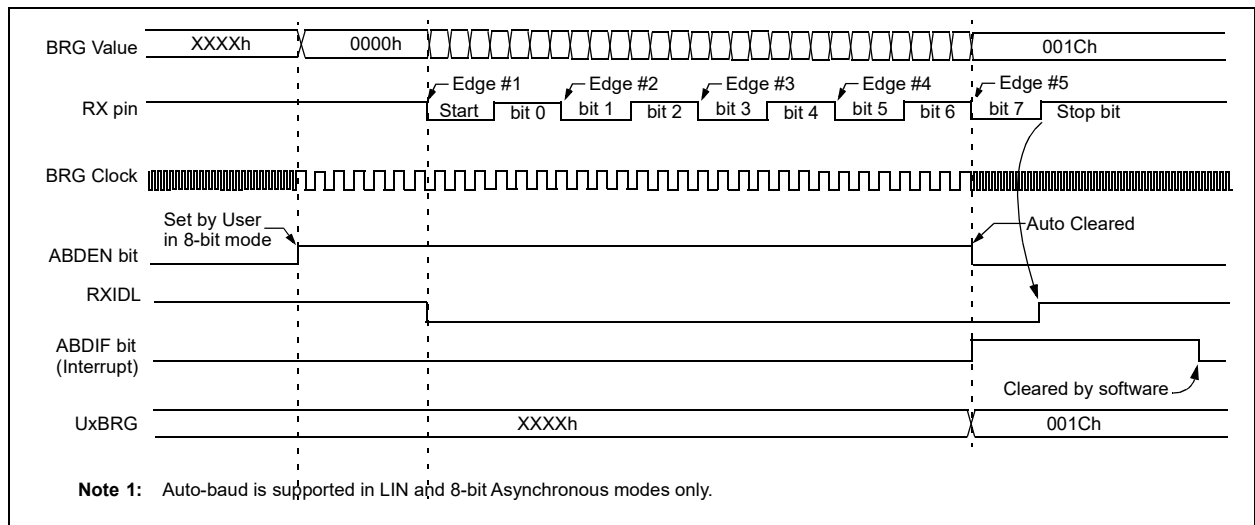 BRG Value XXXXh 0000h 001Ch
Edge #1 Edge #2 Edge #3 Edge #4 Edge #5
RX pin Start bit 0 bit 1 bit 2 bit 3 bit 4 bit 5 bit 6 bit 7 Stop bit
BRG Clock
Set by User
in 8-bit mode
Auto Cleared
ABDEN bit
RXIDL
ABDIF bit
(Interrupt)
Cleared by software
UxBRG XXXXh 001Ch
Note 1: Auto-baud is supported in LIN and 8-bit Asynchronous modes only.